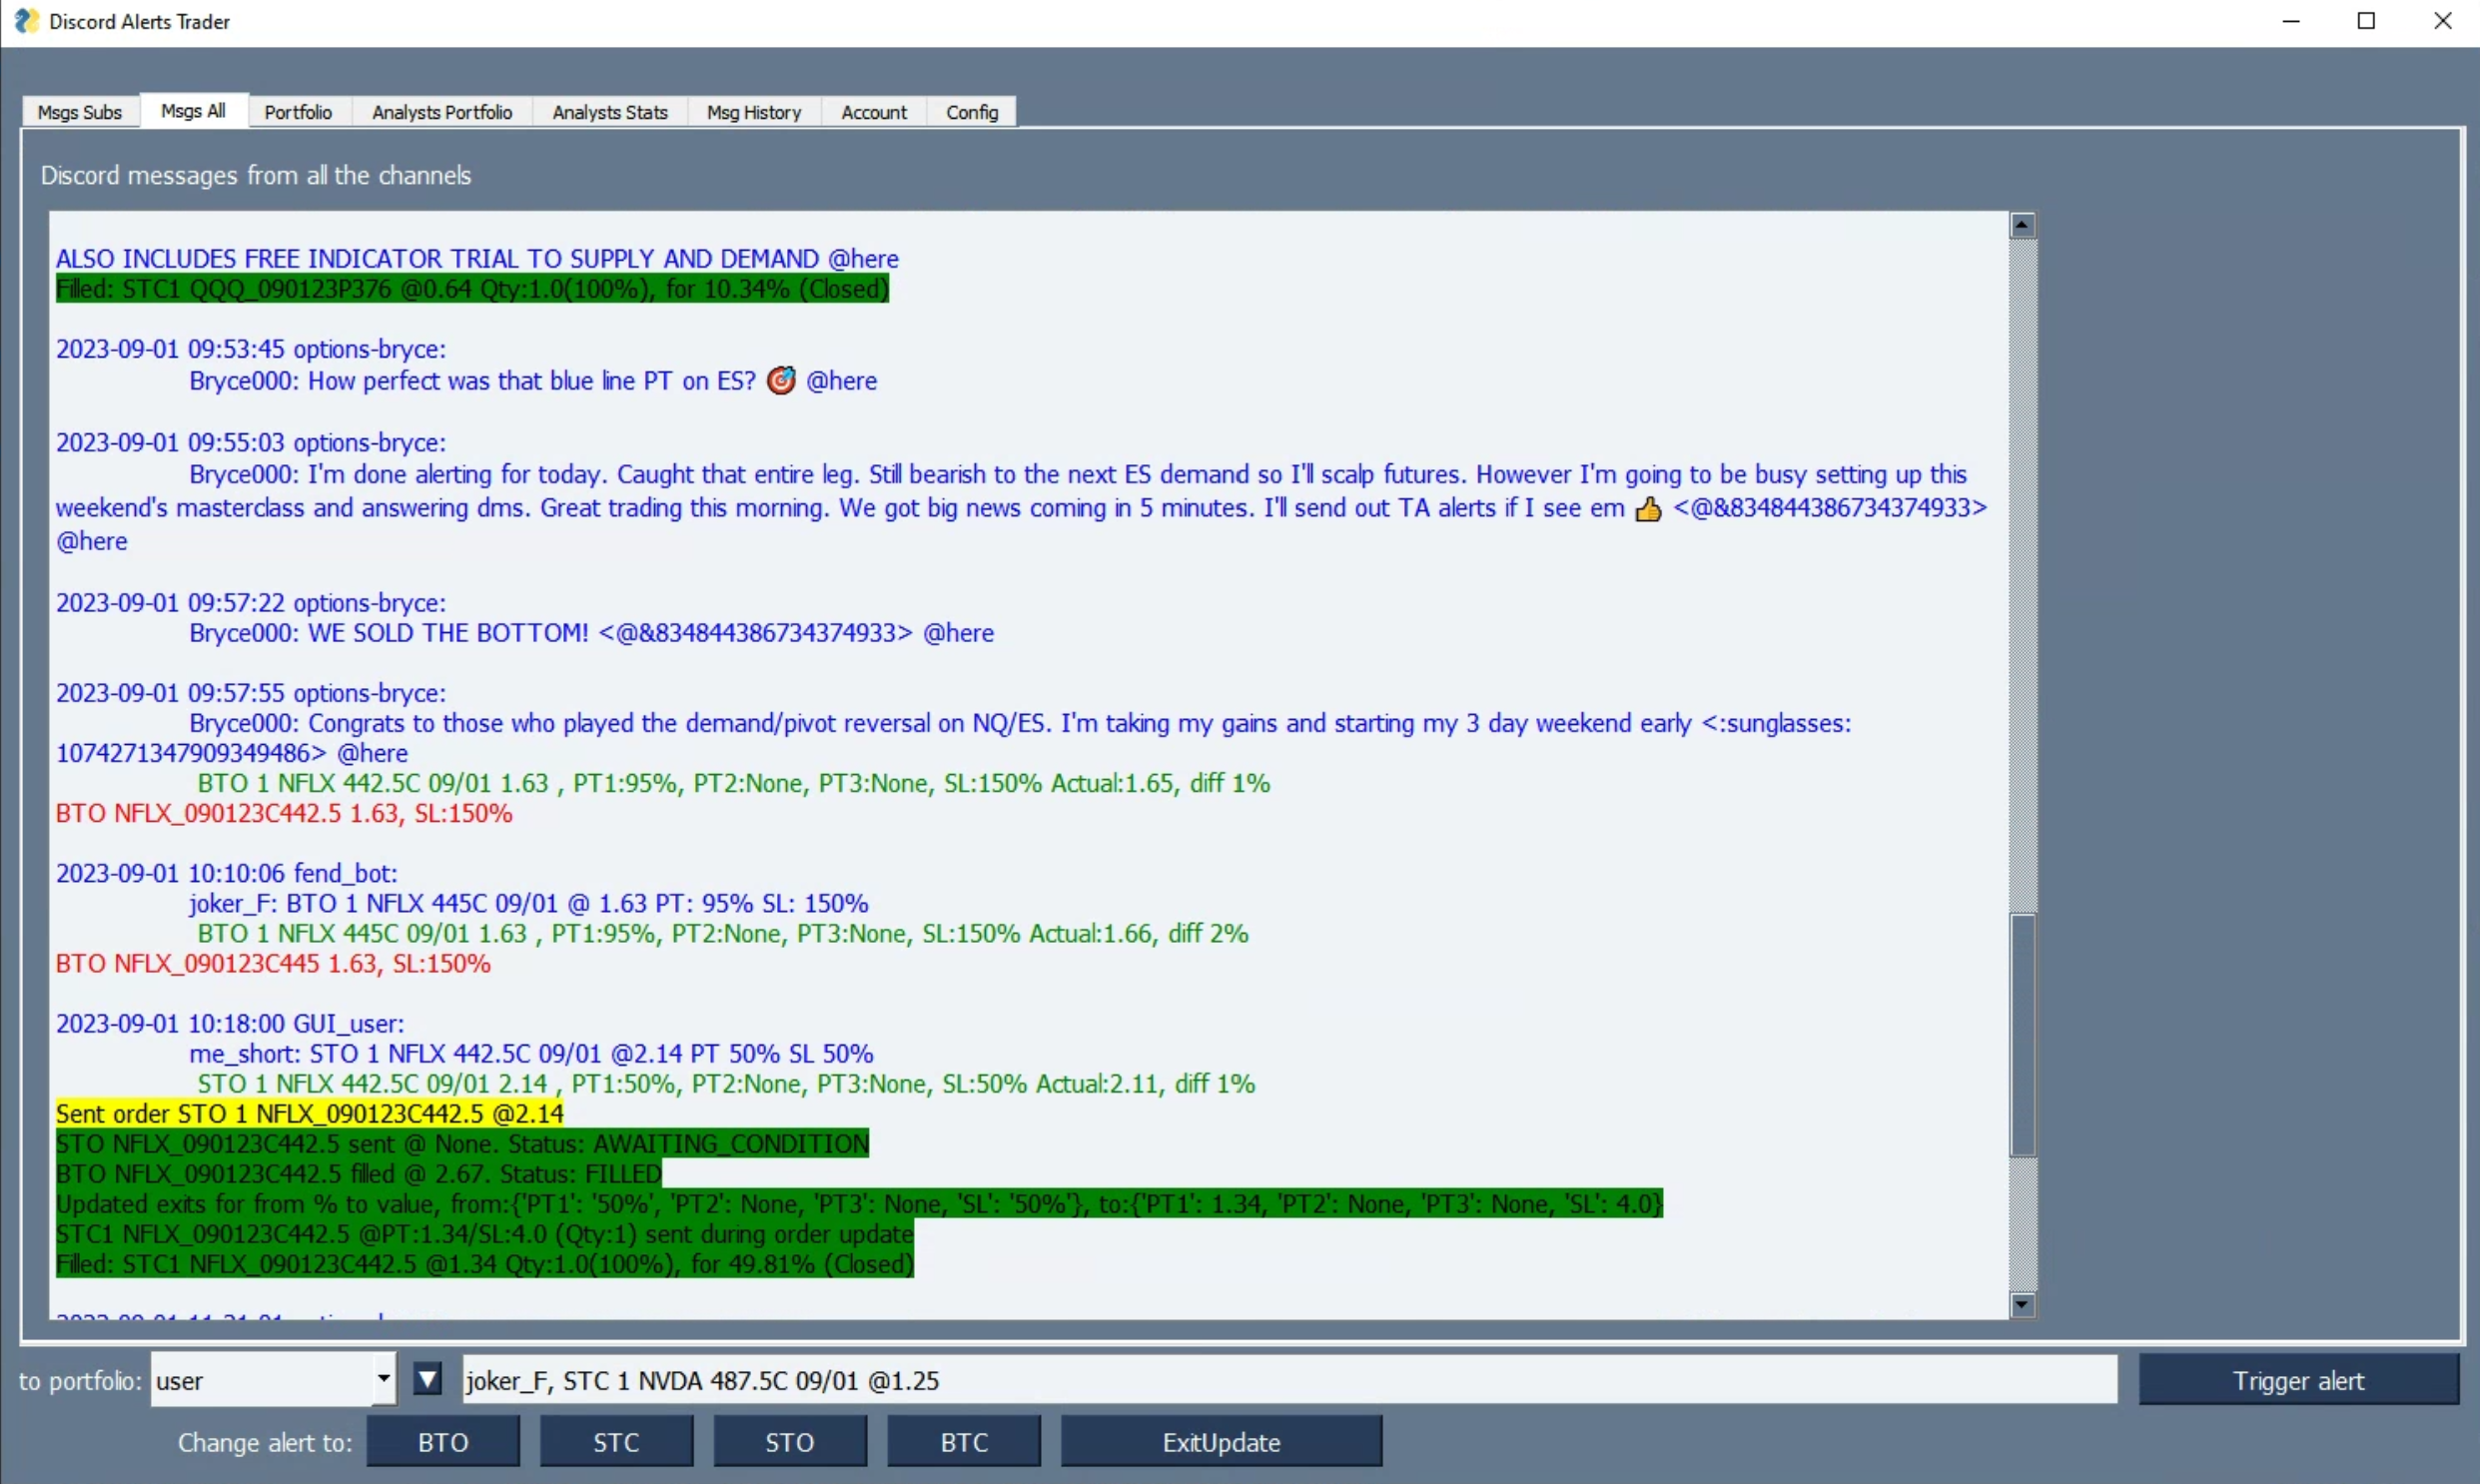 Discord Alerts Trader
Msgs Subs
Msgs All
Portfolio
Analysts Portfolio
Analysts Stats
Msg History
Account
Config
Discord messages from all the channels
ALSO INCLUDES FREE INDICATOR TRIAL TO SUPPLY AND DEMAND @here
Filled: STC1 QQQ_090123P376 @0.64 Qty:1.0(100%), for 10.34% (Closed)
2023-09-01 09:53:45 options-bryce:
Bryce000: How perfect was that blue line PT on ES? 🎯 @here
2023-09-01 09:55:03 options-bryce:
Bryce000: I'm done alerting for today. Caught that entire leg. Still bearish to the next ES demand so I'll scalp futures. However I'm going to be busy setting up this
weekend's masterclass and answering dms. Great trading this morning. We got big news coming in 5 minutes. I'll send out TA alerts if I see em 👍 <@&834844386734374933>
@here
2023-09-01 09:57:22 options-bryce:
Bryce000: WE SOLD THE BOTTOM! <@&834844386734374933> @here
2023-09-01 09:57:55 options-bryce:
Bryce000: Congrats to those who played the demand/pivot reversal on NQ/ES. I'm taking my gains and starting my 3 day weekend early <:sunglasses:
1074271347909349486> @here
BTO 1 NFLX 442.5C 09/01 1.63 , PT1:95%, PT2:None, PT3:None, SL:150% Actual:1.65, diff 1%
BTO NFLX_090123C442.5 1.63, SL:150%
2023-09-01 10:10:06 fend_bot:
joker_F: BTO 1 NFLX 445C 09/01 @ 1.63 PT: 95% SL: 150%
BTO 1 NFLX 445C 09/01 1.63 , PT1:95%, PT2:None, PT3:None, SL:150% Actual:1.66, diff 2%
BTO NFLX_090123C445 1.63, SL:150%
2023-09-01 10:18:00 GUI_user:
me_short: STO 1 NFLX 442.5C 09/01 @2.14 PT 50% SL 50%
STO 1 NFLX 442.5C 09/01 2.14 , PT1:50%, PT2:None, PT3:None, SL:50% Actual:2.11, diff 1%
Sent order STO 1 NFLX_090123C442.5 @2.14
STO NFLX_090123C442.5 sent @ None. Status: AWAITING_CONDITION
BTO NFLX_090123C442.5 filled @ 2.67. Status: FILLED
Updated exits for from % to value, from:{'PT1': '50%', 'PT2': None, 'PT3': None, 'SL': '50%'}, to:{'PT1': 1.34, 'PT2': None, 'PT3': None, 'SL': 4.0}
STC1 NFLX_090123C442.5 @PT:1.34/SL:4.0 (Qty:1) sent during order update
Filled: STC1 NFLX_090123C442.5 @1.34 Qty:1.0(100%), for 49.81% (Closed)
to portfolio:
user
joker_F, STC 1 NVDA 487.5C 09/01 @1.25
Trigger alert
Change alert to:
BTO
STC
STO
BTC
ExitUpdate